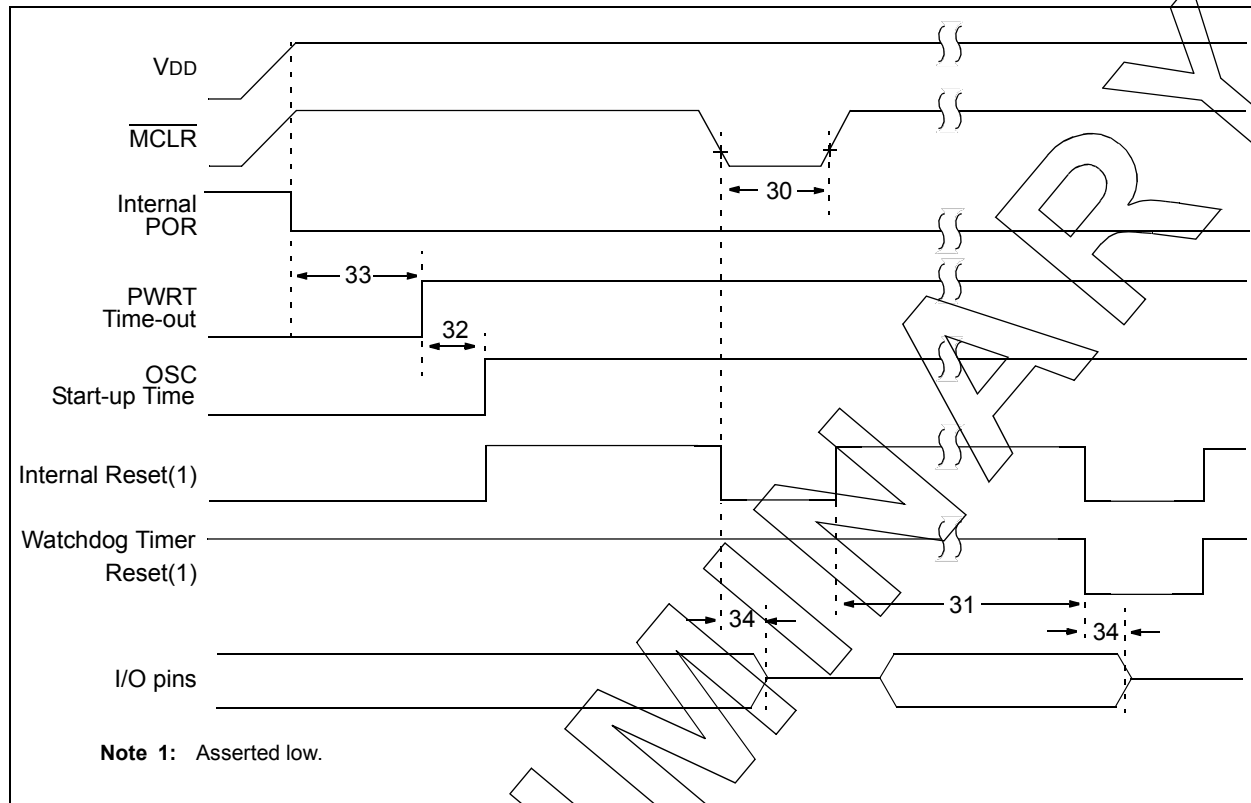 VDD
MCLR
30
Internal
POR
33
PWRT
Time-out
32
OSC
Start-up Time
Internal Reset(1)
Watchdog Timer
Reset(1)
31
34
34
I/O pins
Note 1: Asserted low.
IMINARY